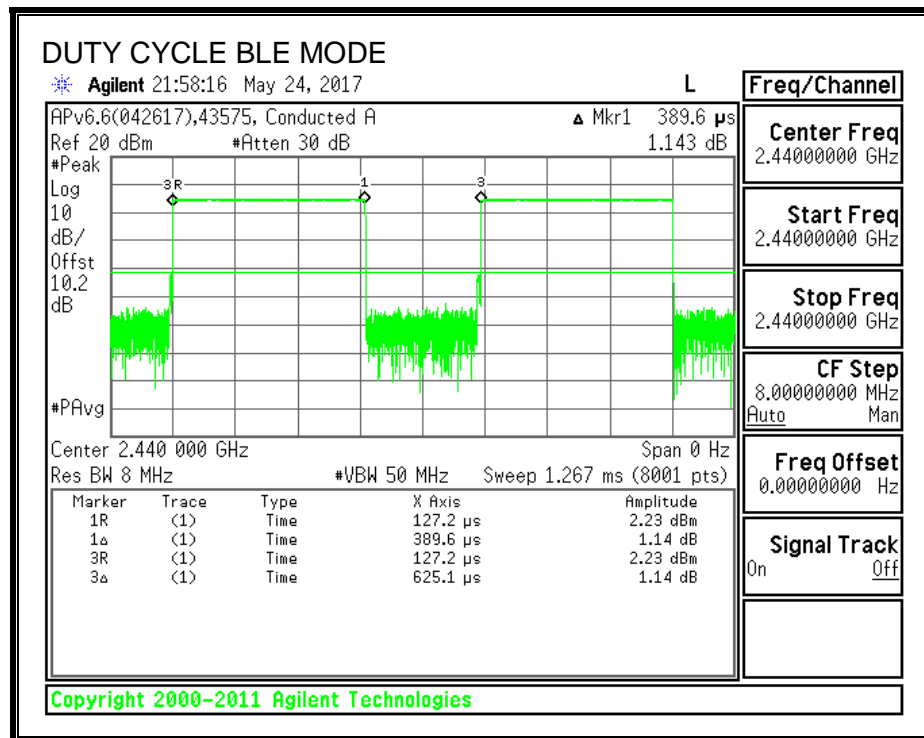 DUTY CYCLE BLE MODE
Agilent 21:58:16 May 24, 2017 L
APv6.6(042617),43575, Conducted A Δ Mkr1 389.6 µs
Ref 20 dBm #Atten 30 dB 1.143 dB
#Peak
Log
10
dB/
Offst
10.2
dB
3R 1 3
#PAvg
Center 2.440 000 GHz Span 0 Hz
Res BW 8 MHz #VBW 50 MHz Sweep 1.267 ms (8001 pts)
Marker Trace Type X Axis Amplitude
1R (1) Time 127.2 µs 2.23 dBm
1Δ (1) Time 389.6 µs 1.14 dB
3R (1) Time 127.2 µs 2.23 dBm
3Δ (1) Time 625.1 µs 1.14 dB
Freq/Channel
Center Freq
2.44000000 GHz
Start Freq
2.44000000 GHz
Stop Freq
2.44000000 GHz
CF Step
8.00000000 MHz
Auto Man
Freq Offset
0.00000000 Hz
Signal Track
On Off
Copyright 2000-2011 Agilent Technologies